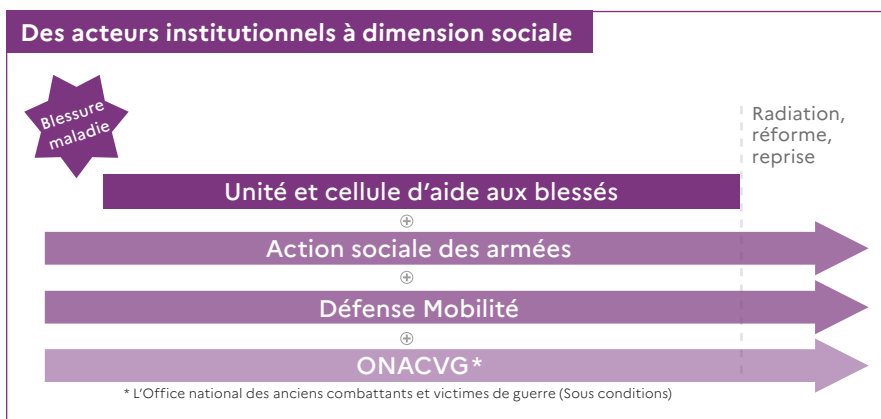 Des acteurs institutionnels à dimension sociale
Blessure
maladie
Radiation,
réforme,
reprise
Unité et cellule d'aide aux blessés
Action sociale des armées
Défense Mobilité
ONACVG*
* L'Office national des anciens combattants et victimes de guerre (Sous conditions)